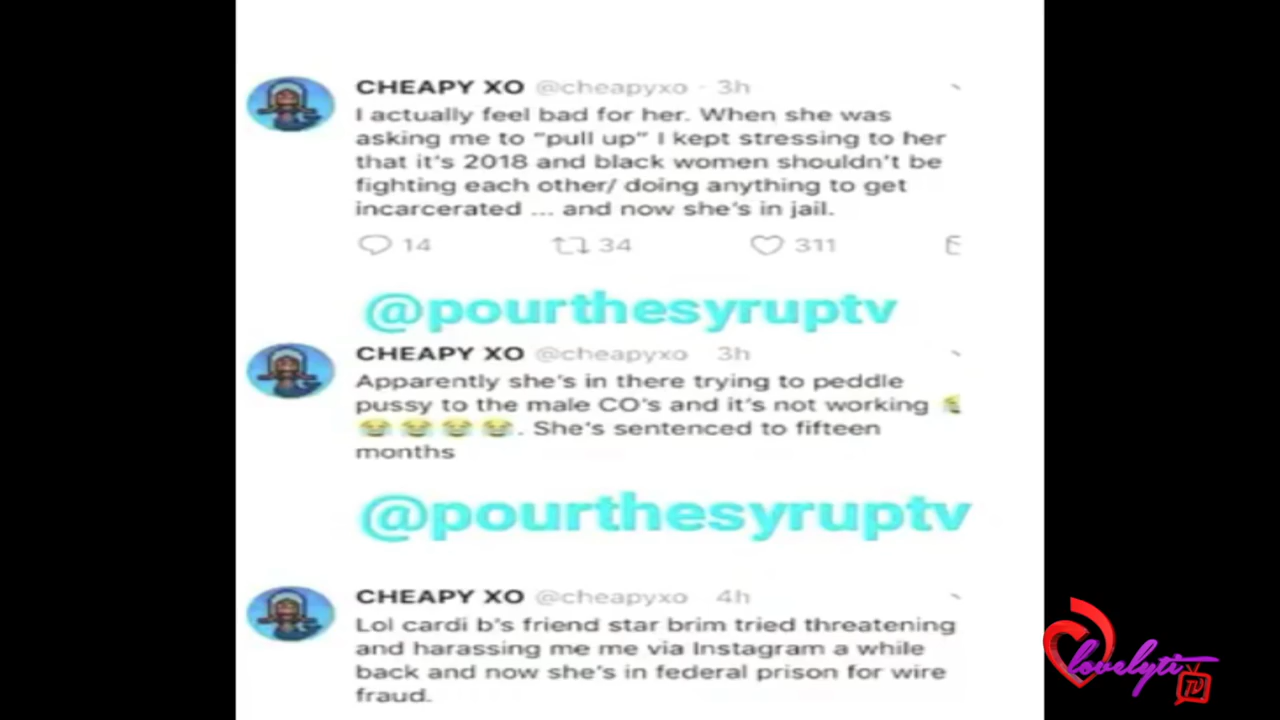 CHEAPY XO @cheapyxo · 3h
I actually feel bad for her. When she was
asking me to "pull up" I kept stressing to her
that it's 2018 and black women shouldn't be
fighting each other/ doing anything to get
incarcerated ... and now she's in jail.
14 34 311
@pourthesyruptv
CHEAPY XO @cheapyxo 3h
Apparently she's in there trying to peddle
pussy to the male CO's and it's not working
😭 😭 😭 😭. She's sentenced to fifteen
months
@pourthesyruptv
CHEAPY XO @cheapyxo 4h
Lol cardi b's friend star brim tried threatening
and harassing me me via Instagram a while
back and now she's in federal prison for wire
fraud.
lovelyti
TV